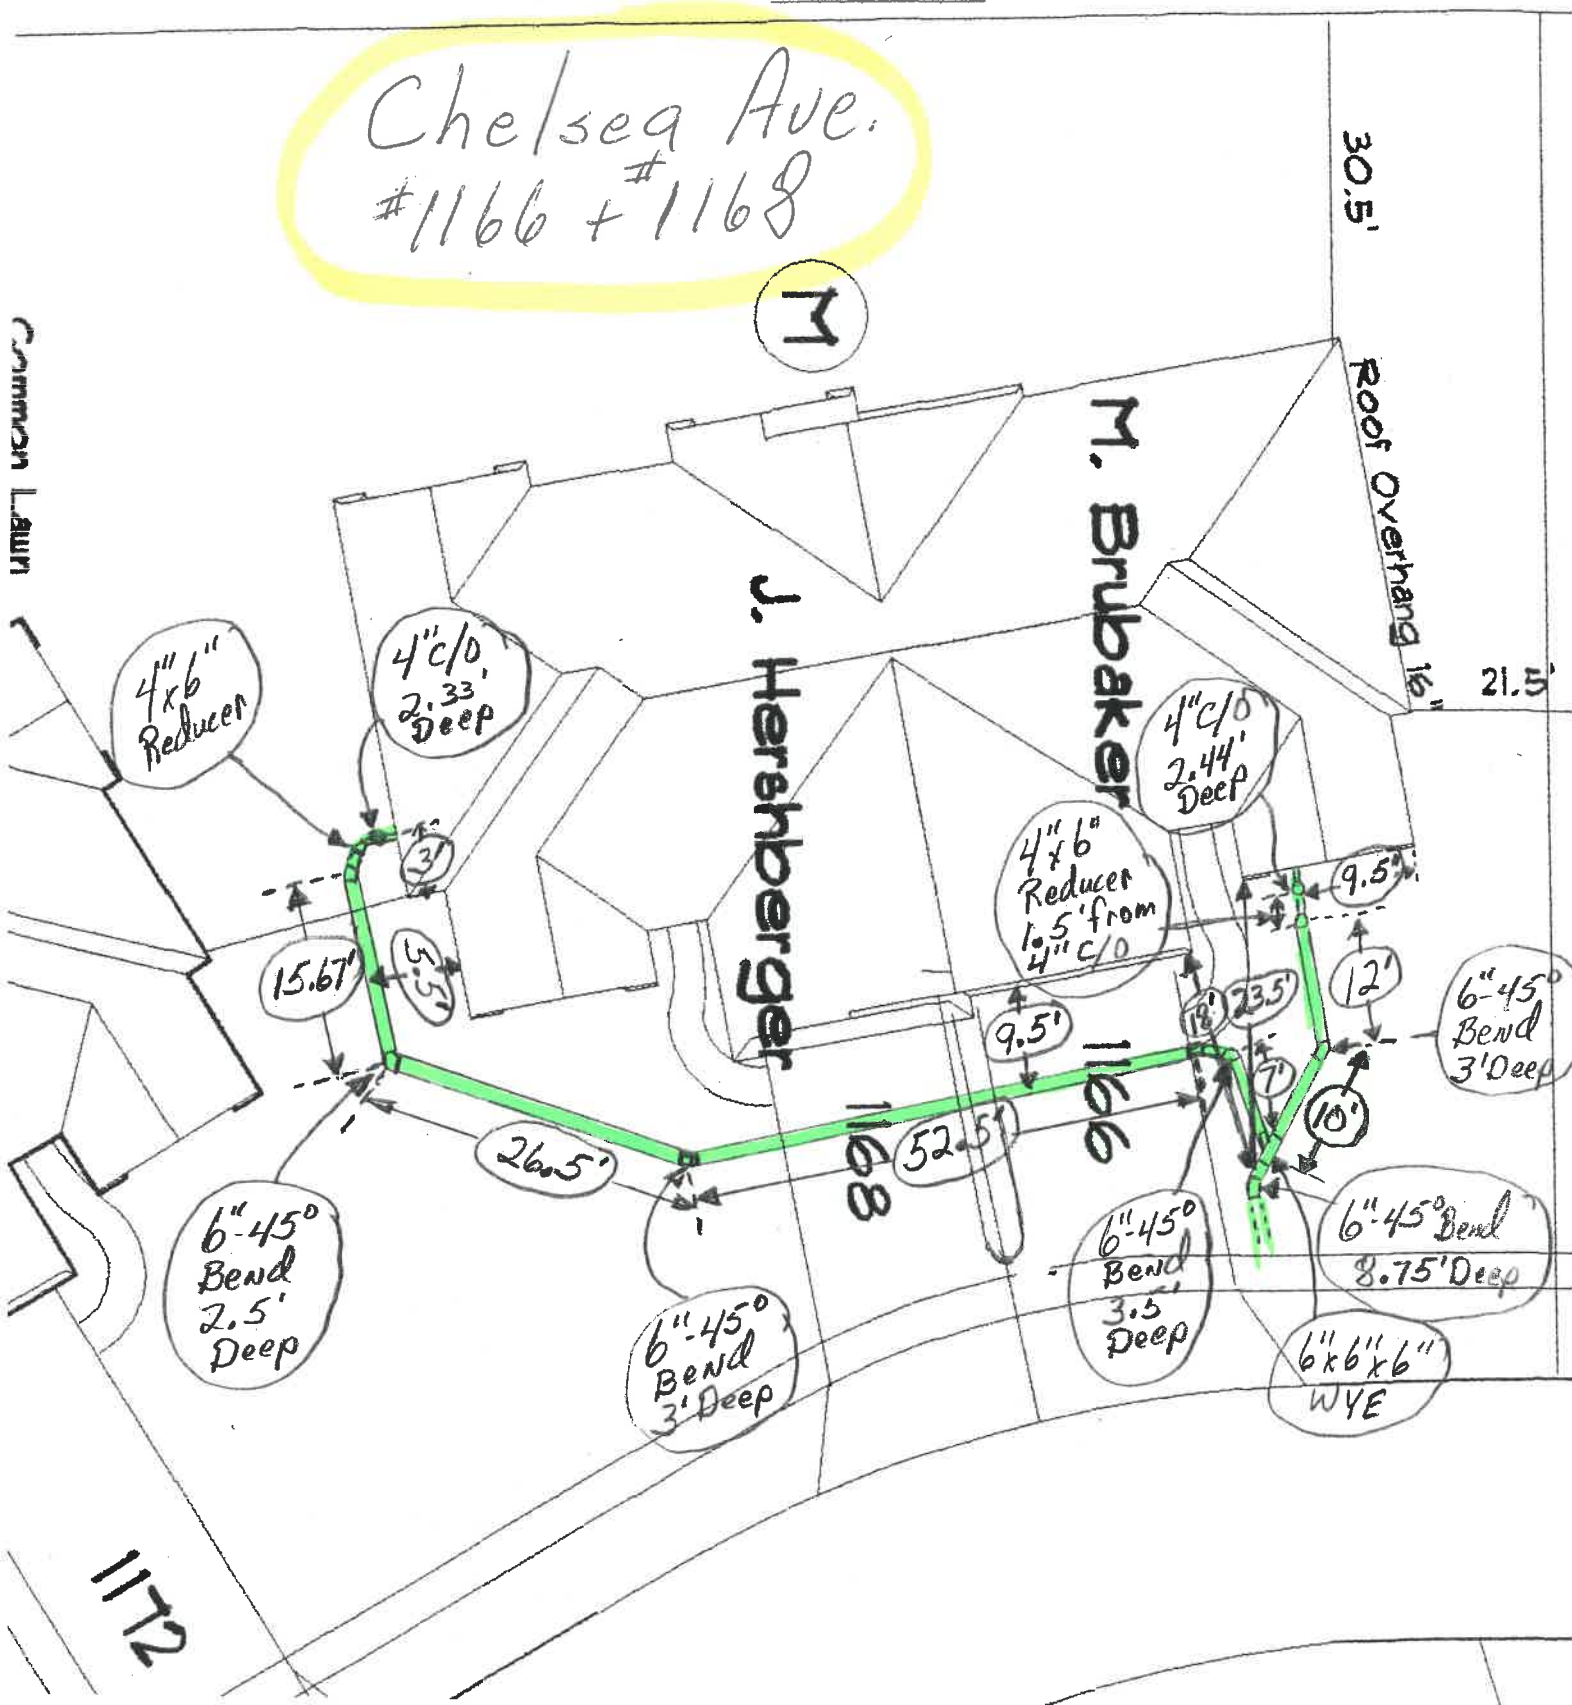 Chelsea Ave.
#1166 + #1168
30.5'
M
Roof Overhang 16"
21.5'
Common Lawn
M. Brubaker
J. Hershberger
4"x6"
Reducer
4" C/O
2.33'
Deep
4" C/O
2.44'
Deep
4"x6"
Reducer
1.5' from
4" C/O
3'
9.5'
15.67'
5.5'
9.5'
18'
23.5'
12'
6"-45°
Bend
3' Deep
7'
10'
1166
1168
52.5'
26.5'
6"-45°
Bend
2.5'
Deep
6"-45°
Bend
3' Deep
6"-45°
Bend
3.5'
Deep
6"-45° Bend
8.75' Deep
6"x6"x6"
WYE
1172